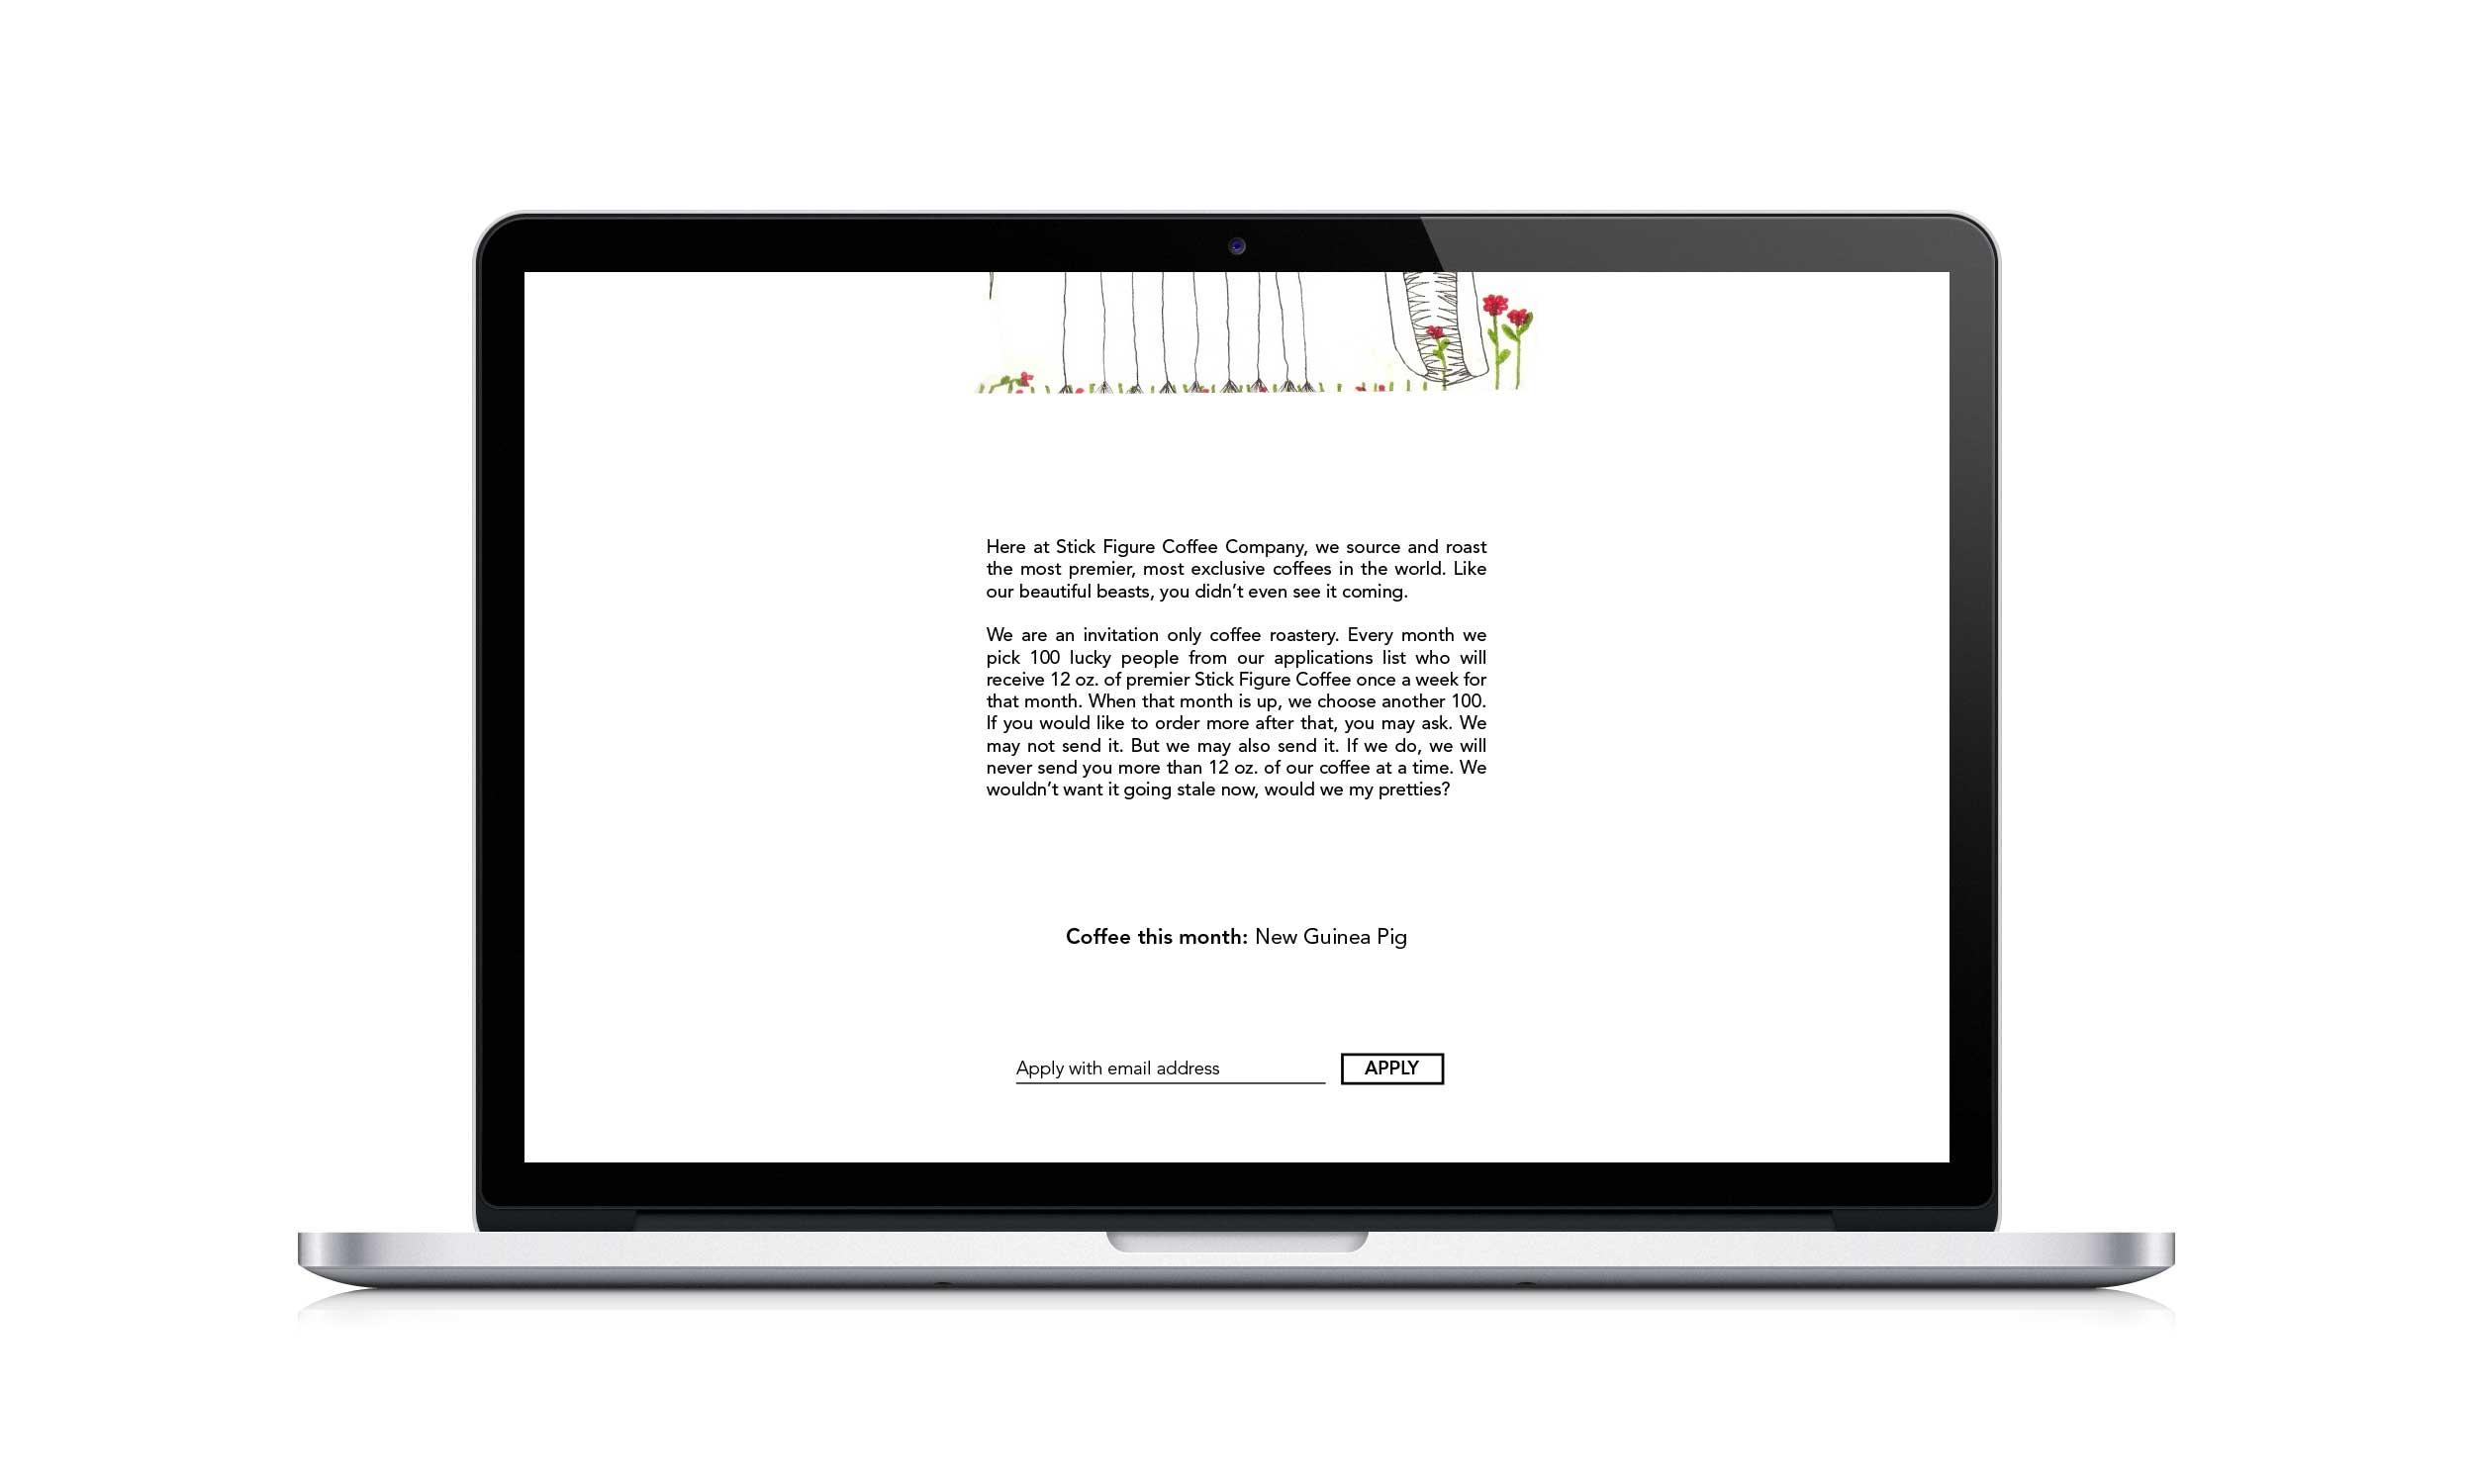 Here at Stick Figure Coffee Company, we source and roast
the most premier, most exclusive coffees in the world. Like
our beautiful beasts, you didn’t even see it coming.
We are an invitation only coffee roastery. Every month we
pick 100 lucky people from our applications list who will
receive 12 oz. of premier Stick Figure Coffee once a week for
that month. When that month is up, we choose another 100.
If you would like to order more after that, you may ask. We
may not send it. But we may also send it. If we do, we will
never send you more than 12 oz. of our coffee at a time. We
wouldn’t want it going stale now, would we my pretties?
Coffee this month: New Guinea Pig
Apply with email address APPLY